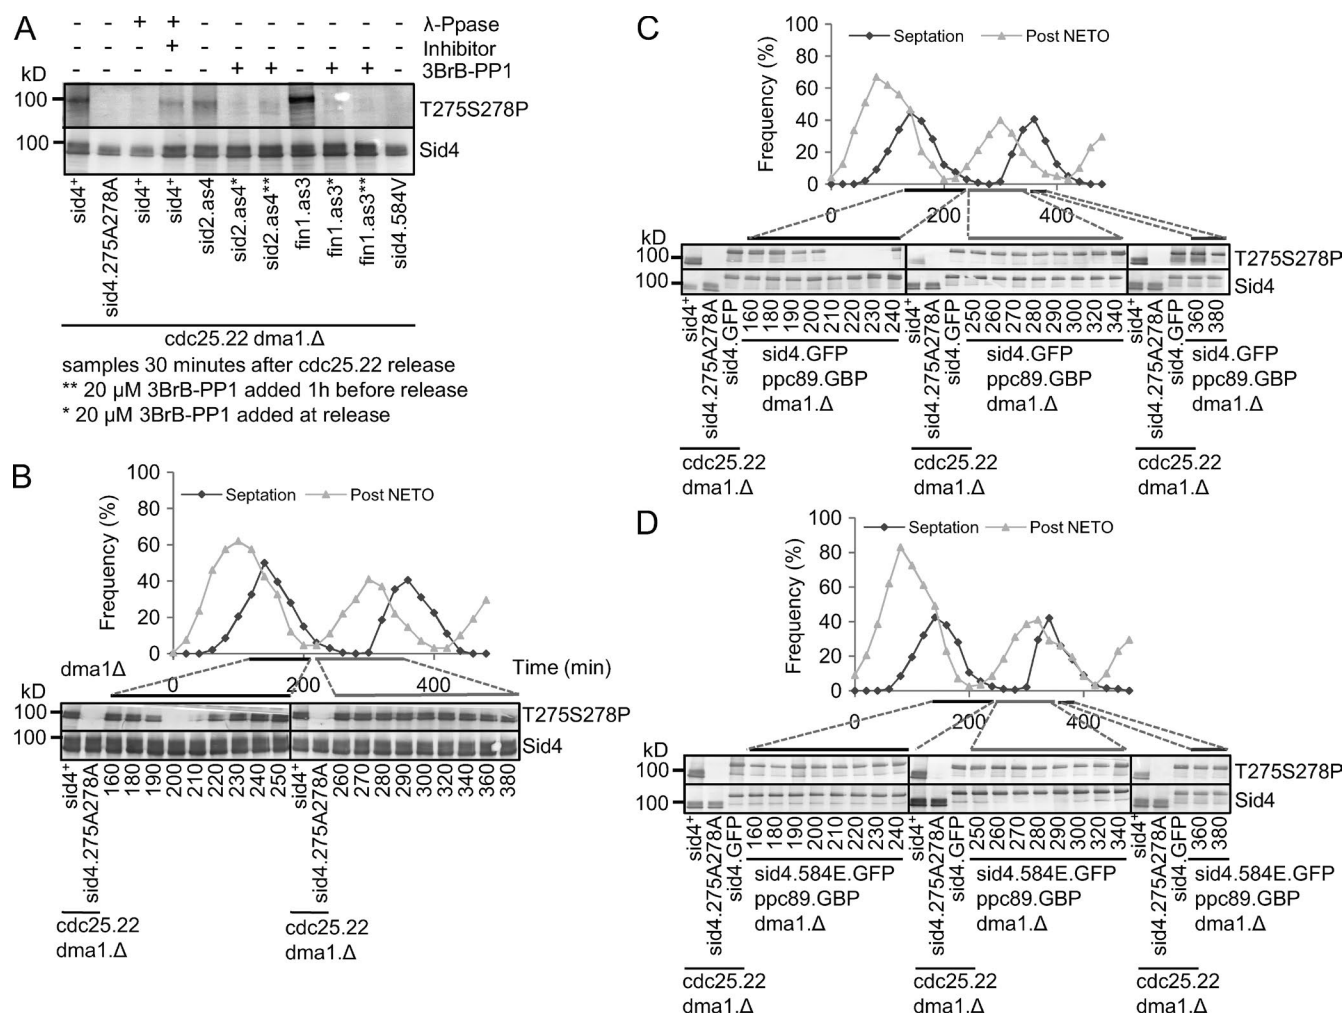 A
- - + + - - - - - - - λ-Ppase
- - - + - - - - - - - Inhibitor
- - - - - + + - + + - 3BrB-PP1
kD
100
T275S278P
100
Sid4
sid4+
sid4.275A278A
sid4+
sid4+
sid2.as4
sid2.as4*
sid2.as4**
fin1.as3
fin1.as3*
fin1.as3**
sid4.584V
cdc25.22 dma1.Δ
samples 30 minutes after cdc25.22 release
** 20 µM 3BrB-PP1 added 1h before release
* 20 µM 3BrB-PP1 added at release
B
Frequency (%)
100
80
60
40
20
0
Septation
Post NETO
0
200
400
Time (min)
dma1Δ
kD
100
T275S278P
100
Sid4
sid4+
sid4.275A278A
160
180
190
200
210
220
230
240
250
sid4+
sid4.275A278A
260
270
280
290
300
320
340
360
380
cdc25.22
dma1.Δ
cdc25.22
dma1.Δ
C
Frequency (%)
100
80
60
40
20
0
Septation
Post NETO
0
200
400
kD
100
T275S278P
100
Sid4
sid4+
sid4.275A278A
sid4.GFP
160
180
190
200
210
220
230
240
sid4+
sid4.275A278A
sid4.GFP
250
260
270
280
290
300
320
340
sid4+
sid4.275A278A
sid4.GFP
360
380
sid4.GFP
ppc89.GBP
dma1.Δ
sid4.GFP
ppc89.GBP
dma1.Δ
sid4.GFP
ppc89.GBP
dma1.Δ
cdc25.22
dma1.Δ
cdc25.22
dma1.Δ
cdc25.22
dma1.Δ
D
Frequency (%)
100
80
60
40
20
0
Septation
Post NETO
0
200
400
kD
100
T275S278P
100
Sid4
sid4+
sid4.275A278A
sid4.GFP
160
180
190
200
210
220
230
240
sid4+
sid4.275A278A
sid4.GFP
250
260
270
280
290
300
320
340
sid4+
sid4.275A278A
sid4.GFP
360
380
sid4.584E.GFP
ppc89.GBP
dma1.Δ
sid4.584E.GFP
ppc89.GBP
dma1.Δ
sid4.584E.GFP
ppc89.GBP
dma1.Δ
cdc25.22
dma1.Δ
cdc25.22
dma1.Δ
cdc25.22
dma1.Δ